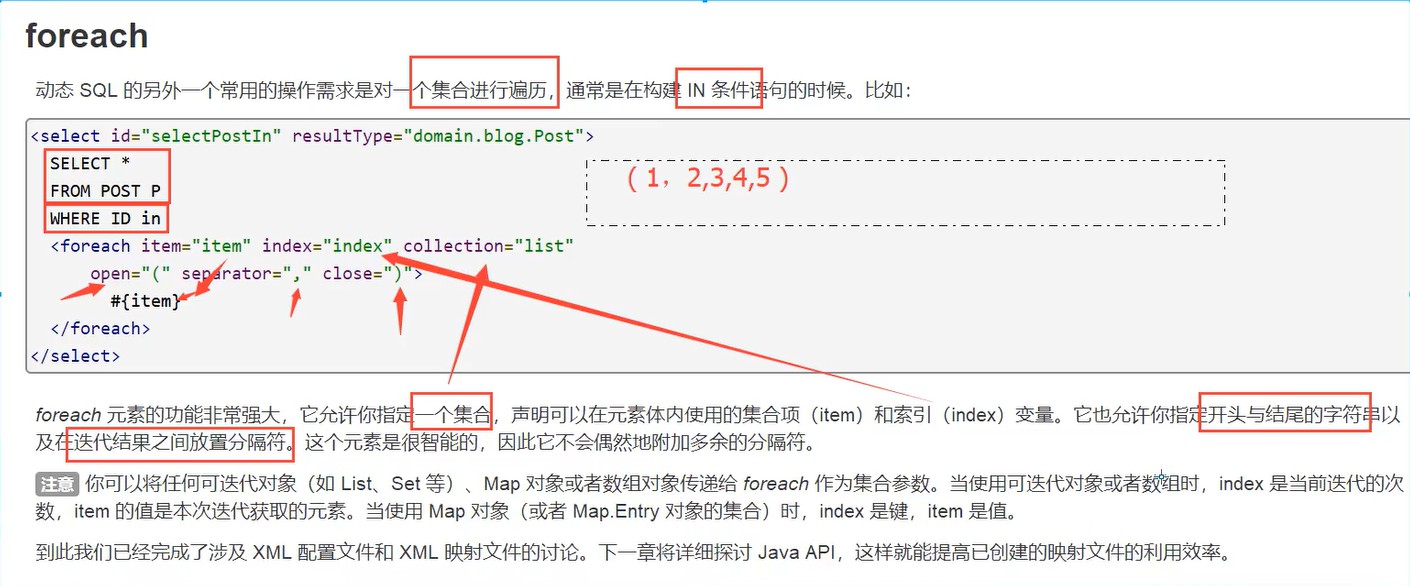 foreach
动态 SQL 的另外一个常用的操作需求是对一个集合进行遍历，通常是在构建 IN 条件语句的时候。比如：
<select id="selectPostIn" resultType="domain.blog.Post">
SELECT *
(1，2,3,4,5)
FROM POST P
WHERE ID in
<foreach item="item" index="index" collection="list"
open="(" separator="," close=")">
#{item}
</foreach>
</select>
foreach 元素的功能非常强大，它允许你指定一个集合，声明可以在元素体内使用的集合项（item）和索引（index）变量。它也允许你指定开头与结尾的字符串以
及在迭代结果之间放置分隔符。这个元素是很智能的，因此它不会偶然地附加多余的分隔符。
注意 你可以将任何可迭代对象（如 List、Set 等）、Map 对象或者数组对象传递给 foreach 作为集合参数。当使用可迭代对象或者数组时，index 是当前迭代的次
数，item 的值是本次迭代获取的元素。当使用 Map 对象（或者 Map.Entry 对象的集合）时，index 是键，item 是值。
到此我们已经完成了涉及 XML 配置文件和 XML 映射文件的讨论。下一章将详细探讨 Java API，这样就能提高已创建的映射文件的利用效率。